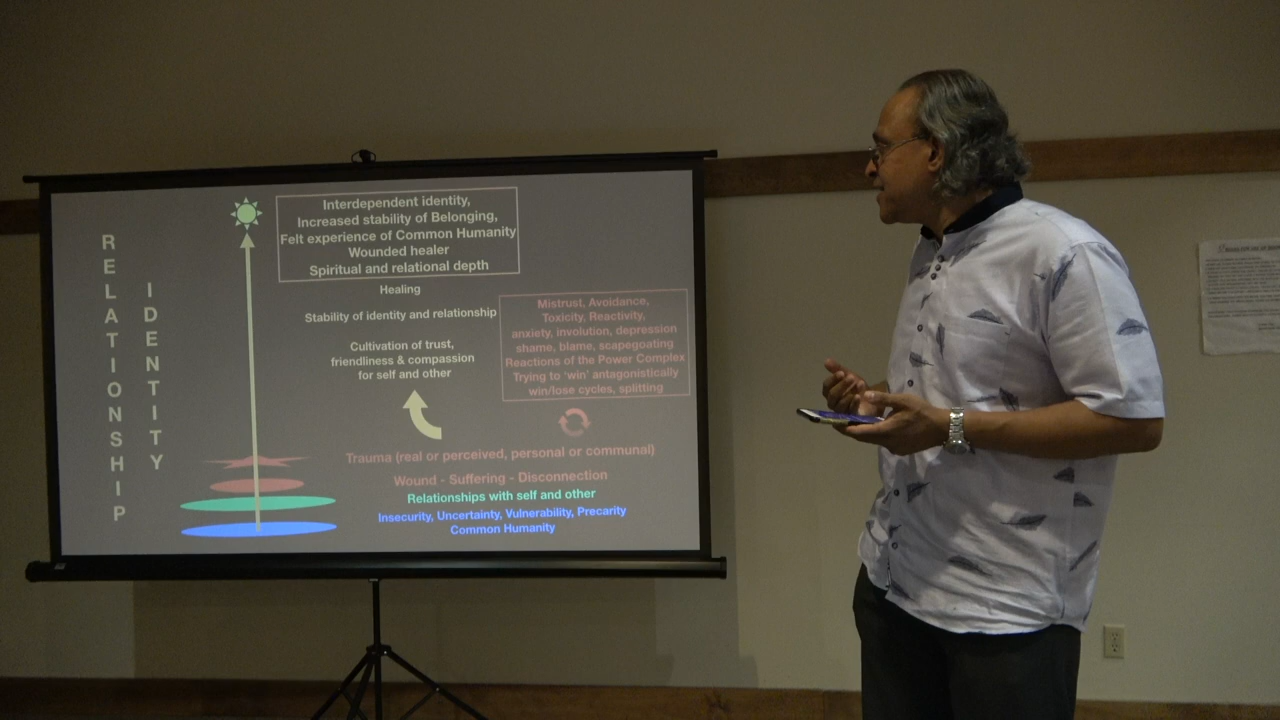 RELATIONSHIP
IDENTITY
Interdependent identity,
Increased stability of Belonging,
Felt experience of Common Humanity
Wounded healer
Spiritual and relational depth
Healing
Stability of identity and relationship
Cultivation of trust,
friendliness & compassion
for self and other
Mistrust, Avoidance,
Toxicity, Reactivity,
anxiety, involution, depression
shame, blame, scapegoating
Reactions of the Power Complex
Trying to 'win' antagonistically
win/lose cycles, splitting
Trauma (real or perceived, personal or communal)
Wound - Suffering - Disconnection
Relationships with self and other
Insecurity, Uncertainty, Vulnerability, Precarity
Common Humanity